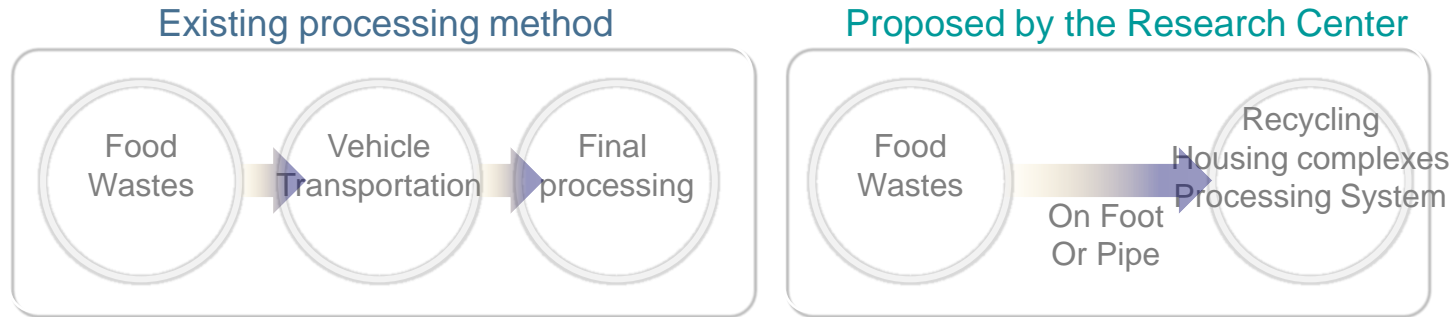 Existing processing method
Food
Wastes
Vehicle
Transportation
Final
processing
Proposed by the Research Center
Food
Wastes
On Foot
Or Pipe
Recycling
Housing complexes
Processing System